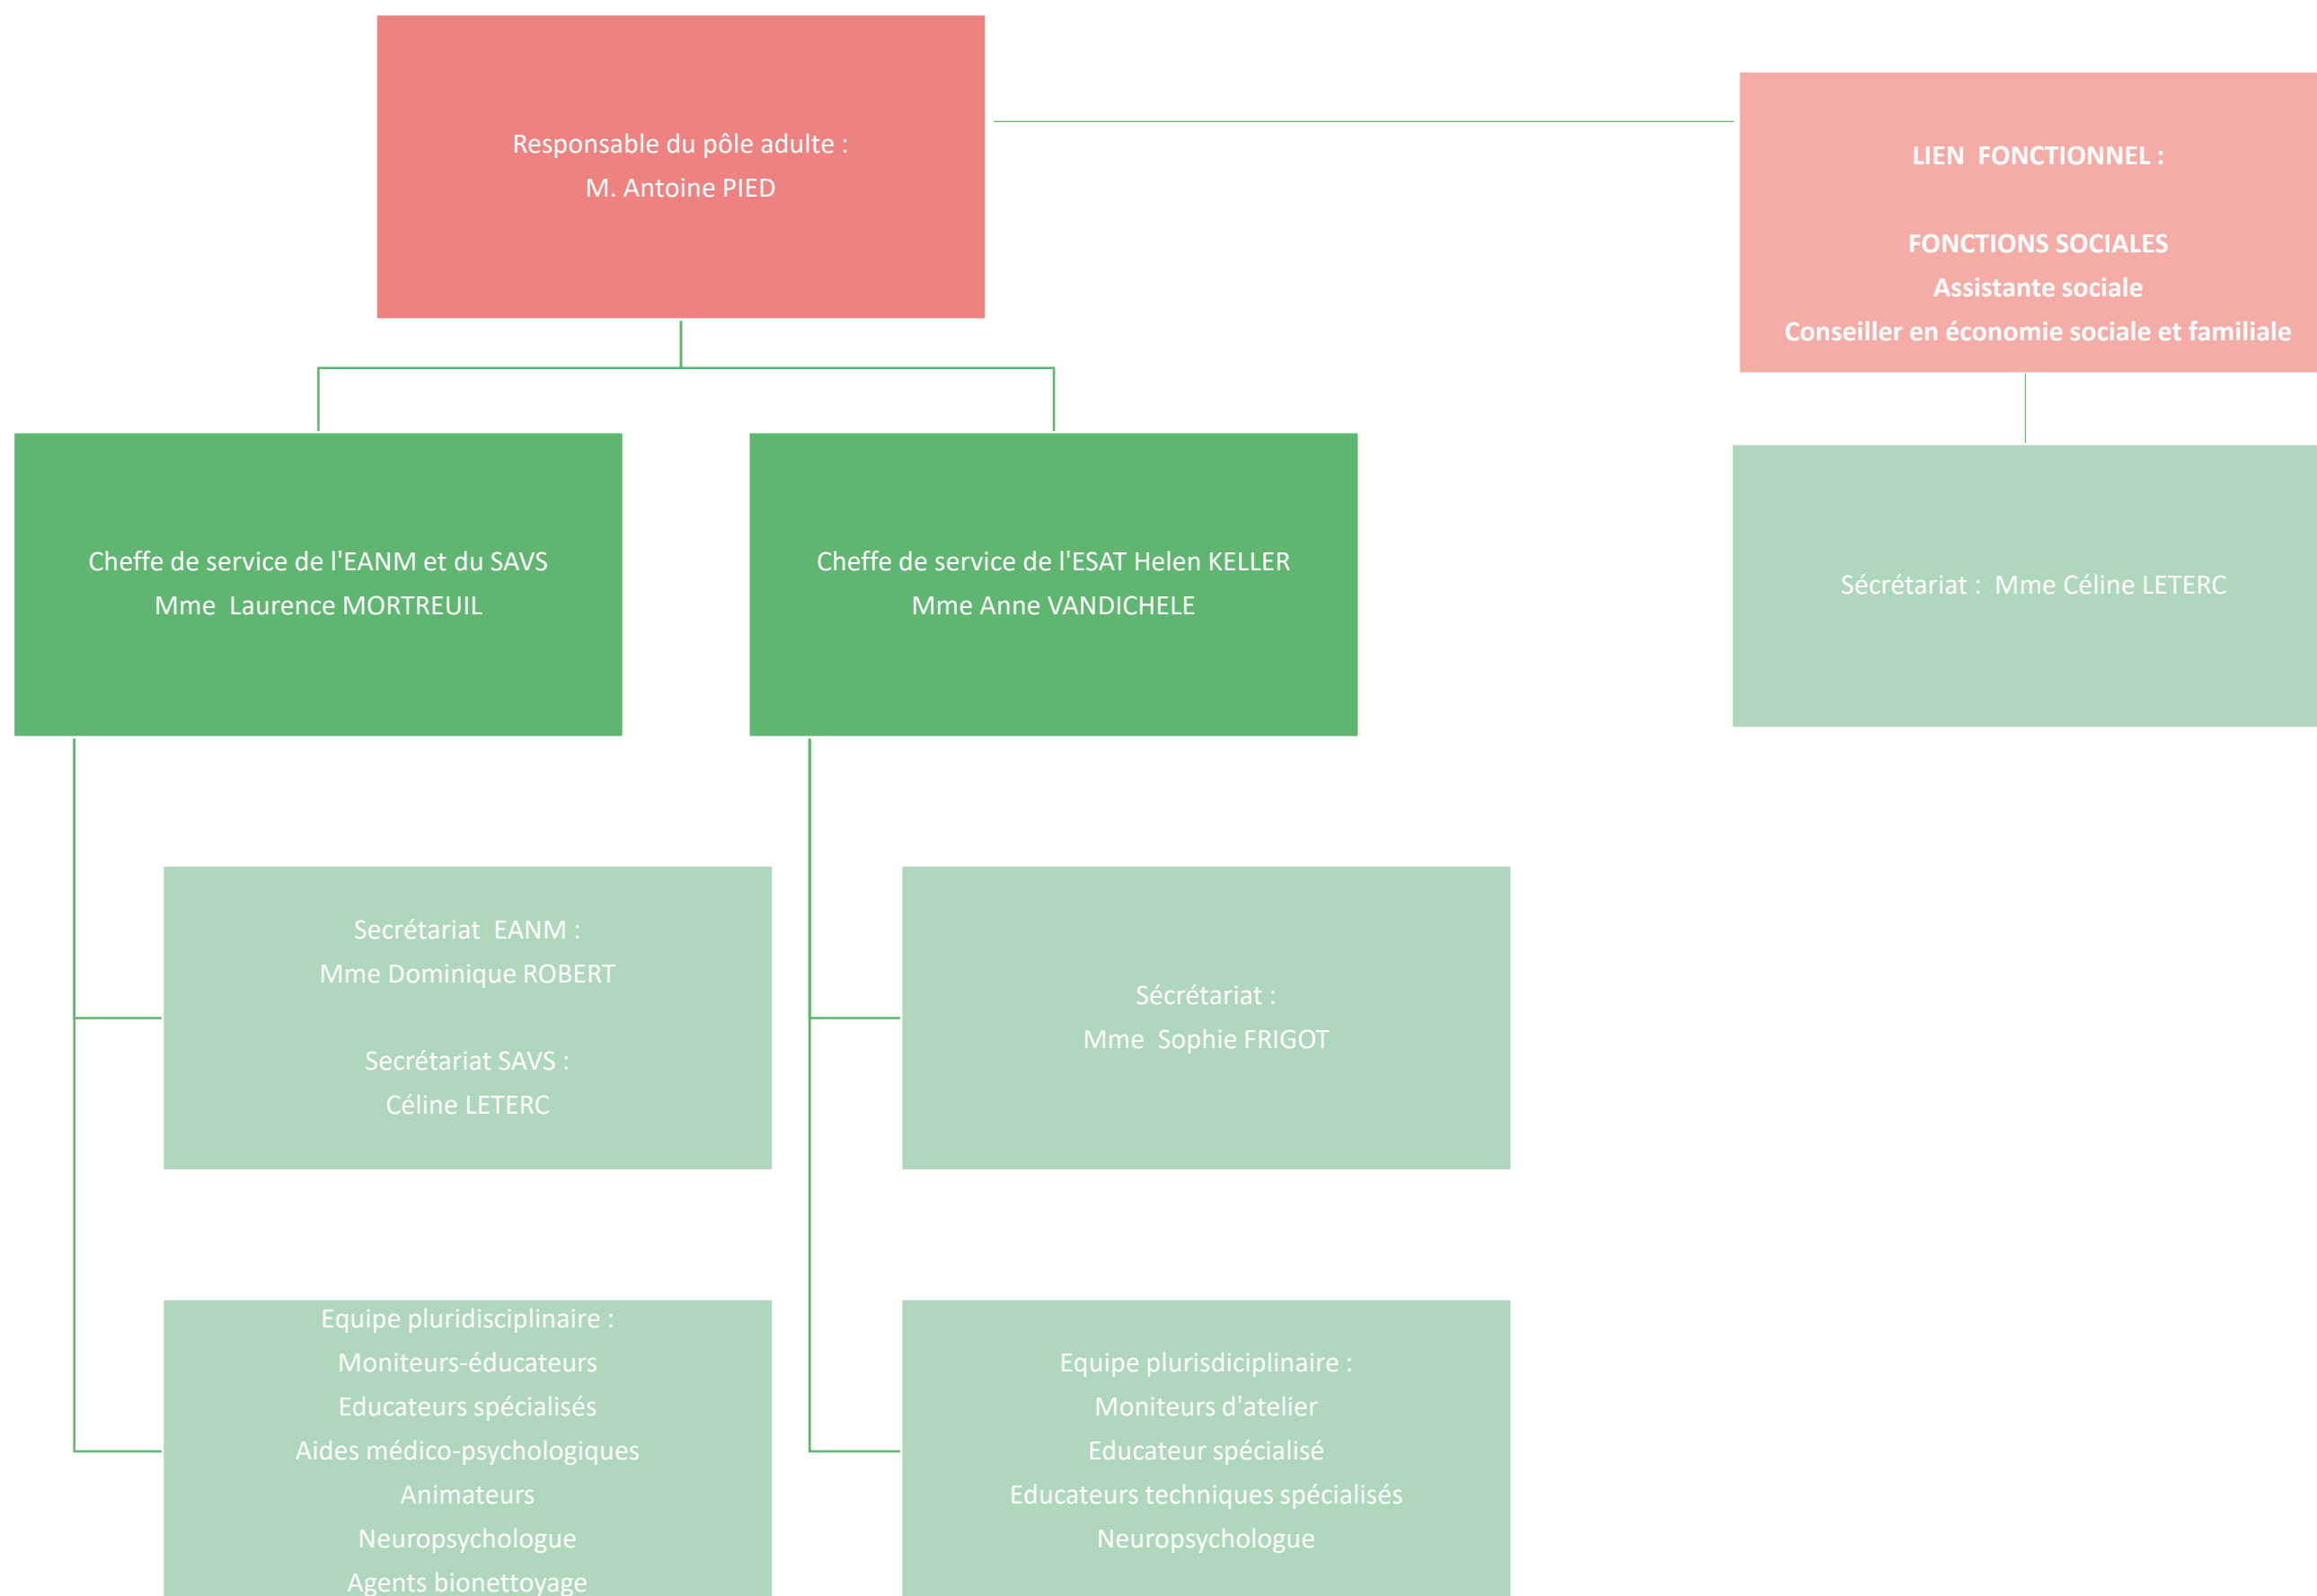 Responsable du pôle adulte :
M. Antoine PIED
LIEN  FONCTIONNEL :
FONCTIONS SOCIALES
Assistante sociale
Conseiller en économie sociale et familiale
Cheffe de service de l'EANM et du SAVS
Mme  Laurence MORTREUIL
Cheffe de service de l'ESAT Helen KELLER
Mme Anne VANDICHELE
Sécrétariat :  Mme Céline LETERC
Secrétariat  EANM :
Mme Dominique ROBERT
Secrétariat SAVS :
Céline LETERC
Sécrétariat :
Mme  Sophie FRIGOT
Equipe pluridisciplinaire :
Moniteurs-éducateurs
Educateurs spécialisés
Aides médico-psychologiques
Animateurs
Neuropsychologue
Agents bionettoyage
Equipe plurisdiciplinaire :
Moniteurs d'atelier
Educateur spécialisé
Educateurs techniques spécialisés
Neuropsychologue